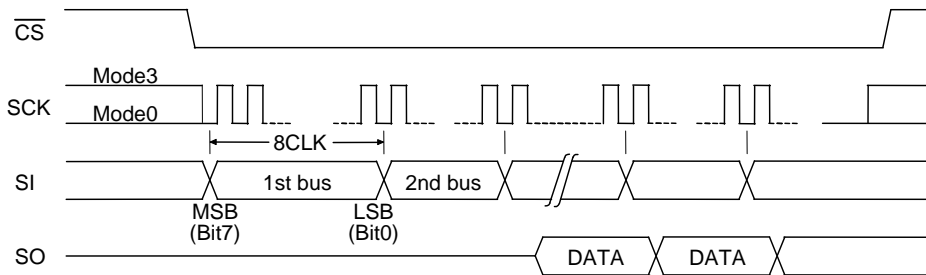 CS
Mode3
SCK
Mode0
8CLK
SI
1st bus
2nd bus
MSB
(Bit7)
LSB
(Bit0)
SO
DATA
DATA